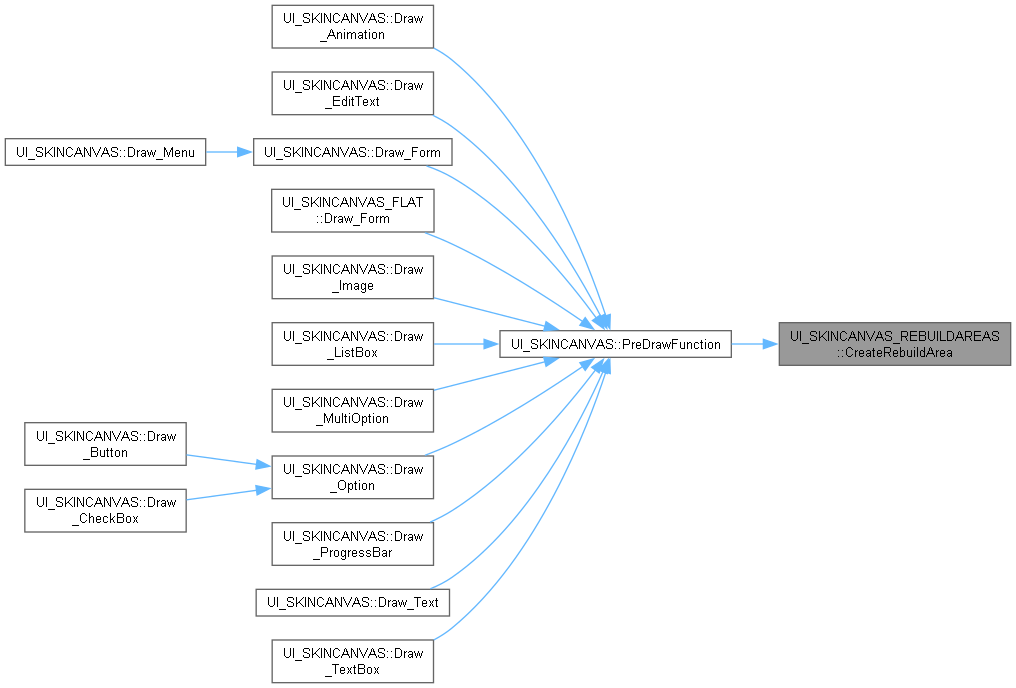 UI_SKINCANVAS::Draw
_Animation
UI_SKINCANVAS::Draw
_EditText
UI_SKINCANVAS::Draw_Menu
UI_SKINCANVAS::Draw_Form
UI_SKINCANVAS_FLAT
::Draw_Form
UI_SKINCANVAS::Draw
_Image
UI_SKINCANVAS::Draw
_ListBox
UI_SKINCANVAS::PreDrawFunction
UI_SKINCANVAS_REBUILDAREAS
::CreateRebuildArea
UI_SKINCANVAS::Draw
_MultiOption
UI_SKINCANVAS::Draw
_Button
UI_SKINCANVAS::Draw
_Option
UI_SKINCANVAS::Draw
_CheckBox
UI_SKINCANVAS::Draw
_ProgressBar
UI_SKINCANVAS::Draw_Text
UI_SKINCANVAS::Draw
_TextBox